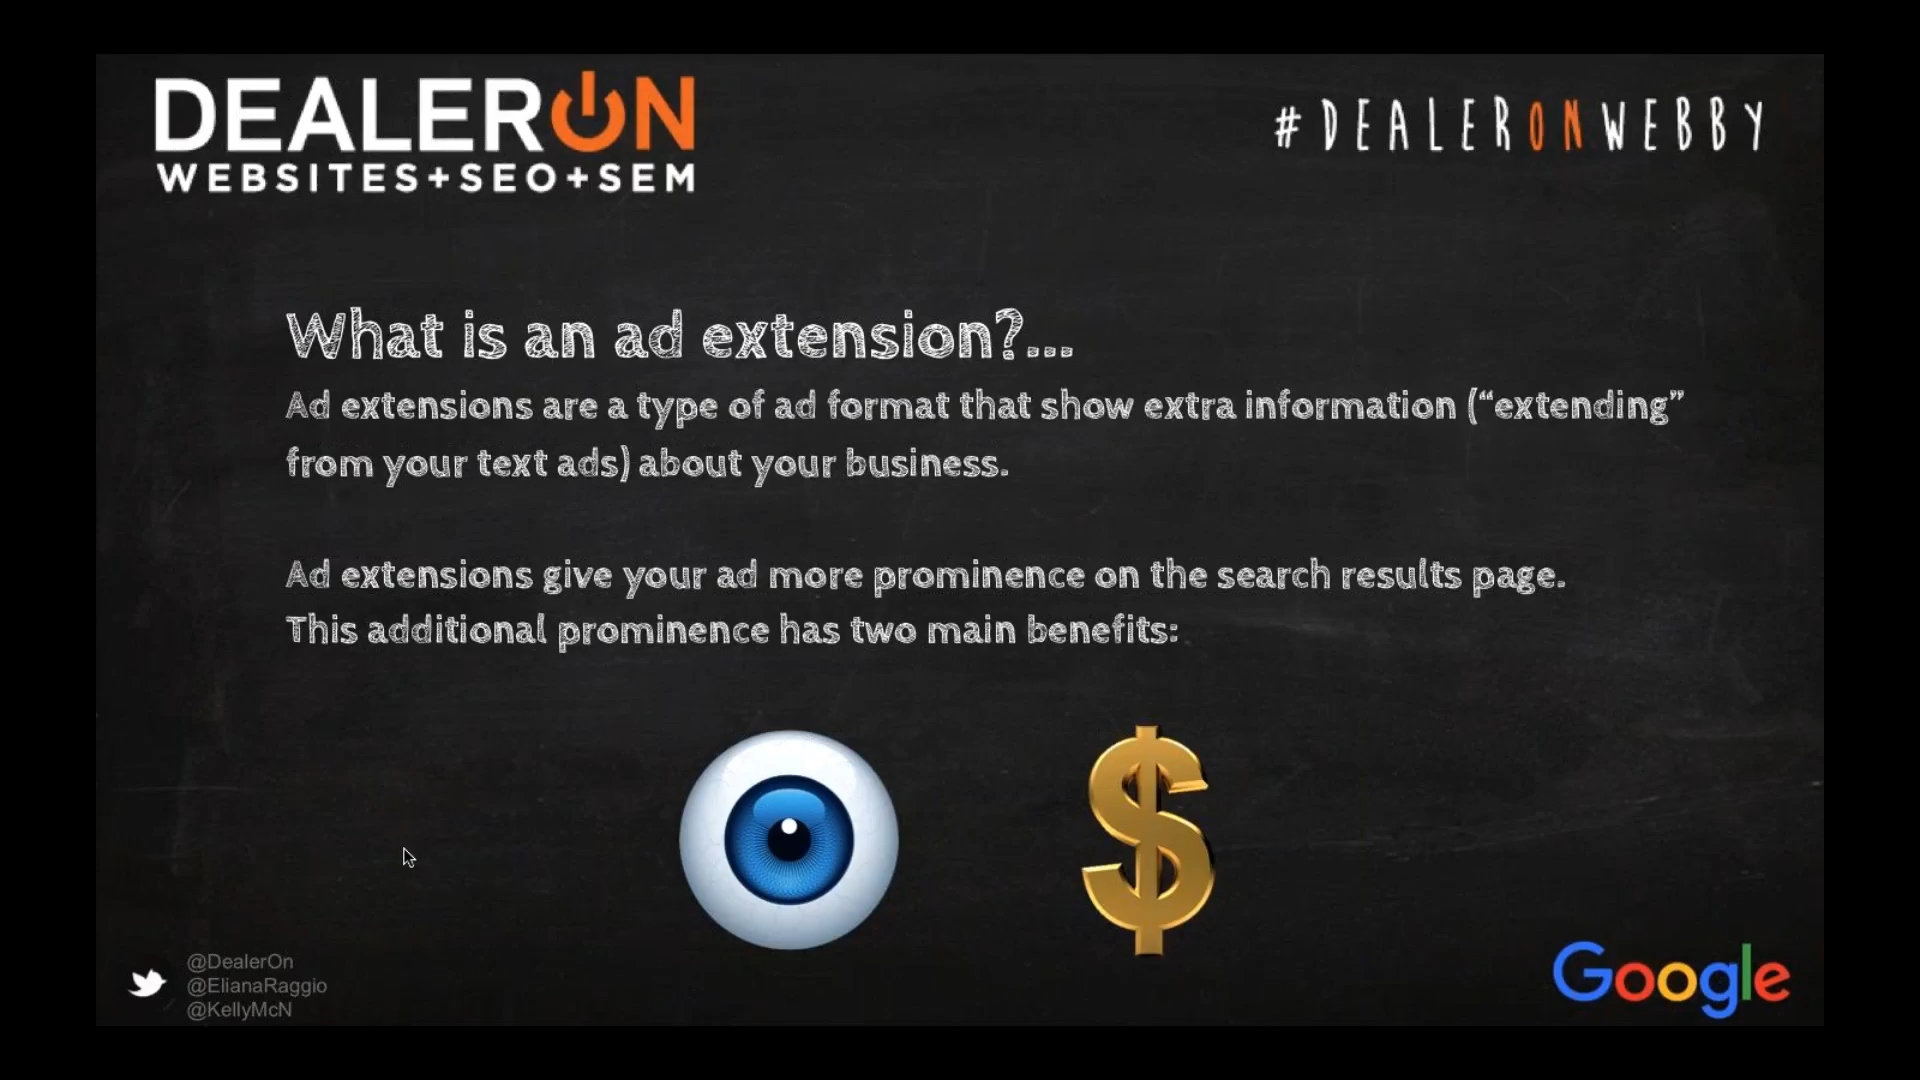 DEALERON
WEBSITES+SEO+SEM
#DEALERONWEBBY
What is an ad extension?...
Ad extensions are a type of ad format that show extra information (“extending”
from your text ads) about your business.
Ad extensions give your ad more prominence on the search results page.
This additional prominence has two main benefits:
$
@DealerOn
@ElianaRaggio
@KellyMcN
Google